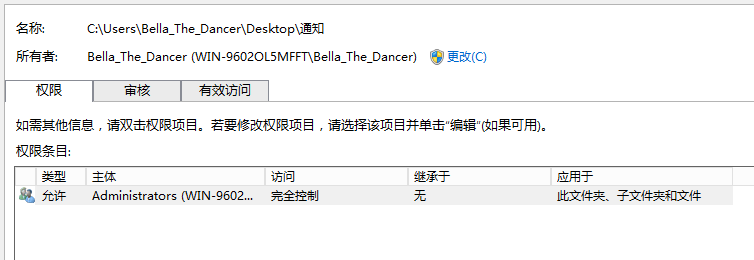 名称: C:\Users\Bella_The_Dancer\Desktop\通知
所有者: Bella_The_Dancer (WIN-9602OL5MFFT\Bella_The_Dancer) 更改(C)
权限 审核 有效访问
如需其他信息，请双击权限项目。若要修改权限项目，请选择该项目并单击"编辑"(如果可用)。
权限条目:
类型 主体 访问 继承于 应用于
允许 Administrators (WIN-9602... 完全控制 无 此文件夹、子文件夹和文件